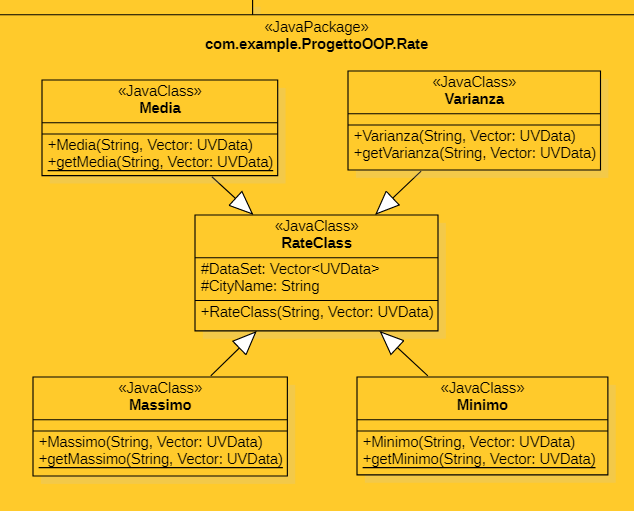 «JavaPackage»
com.example.ProgettoOOP.Rate
«JavaClass»
Media
+Media(String, Vector: UVData)
+getMedia(String, Vector: UVData)
«JavaClass»
Varianza
+Varianza(String, Vector: UVData)
+getVarianza(String, Vector: UVData)
«JavaClass»
RateClass
#DataSet: Vector<UVData>
#CityName: String
+RateClass(String, Vector: UVData)
«JavaClass»
Massimo
+Massimo(String, Vector: UVData)
+getMassimo(String, Vector: UVData)
«JavaClass»
Minimo
+Minimo(String, Vector: UVData)
+getMinimo(String, Vector: UVData)